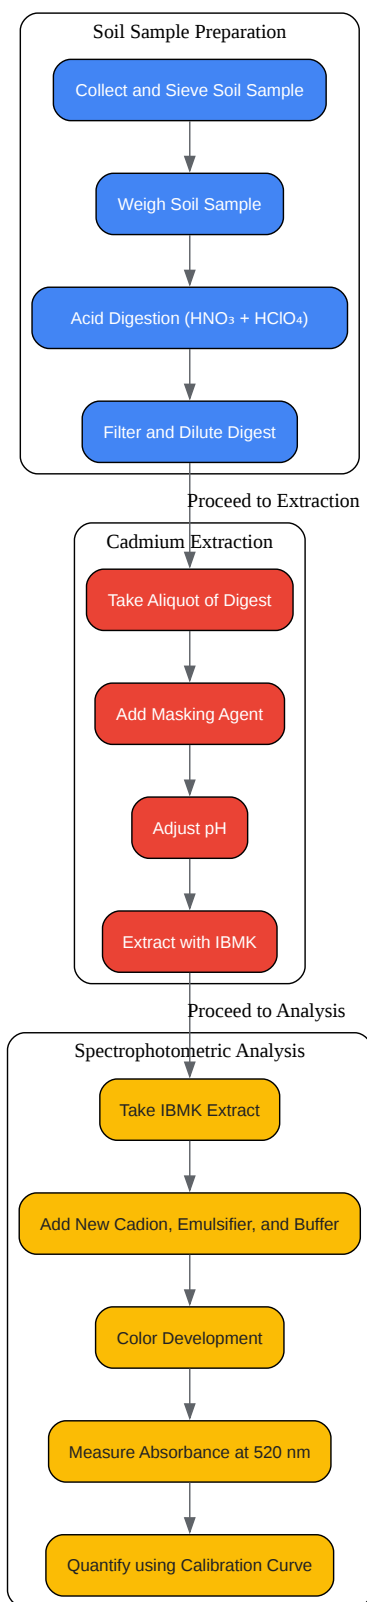 Soil Sample Preparation
Collect and Sieve Soil Sample
Weigh Soil Sample
Acid Digestion (HNO₃ + HClO₄)
Filter and Dilute Digest
Proceed to Extraction
Cadmium Extraction
Take Aliquot of Digest
Add Masking Agent
Adjust pH
Extract with IBMK
Proceed to Analysis
Spectrophotometric Analysis
Take IBMK Extract
Add New Cadion, Emulsifier, and Buffer
Color Development
Measure Absorbance at 520 nm
Quantify using Calibration Curve